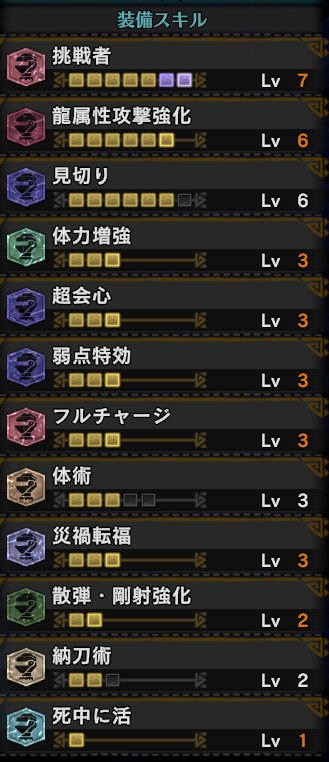 装備スキル
挑戦者
Lv 7
龍属性攻撃強化
Lv 6
見切り
Lv 6
体力増強
Lv 3
超会心
Lv 3
弱点特効
Lv 3
フルチャージ
Lv 3
体術
Lv 3
災禍転福
Lv 3
散弾・剛射強化
Lv 2
納刀術
Lv 2
死中に活
Lv 1